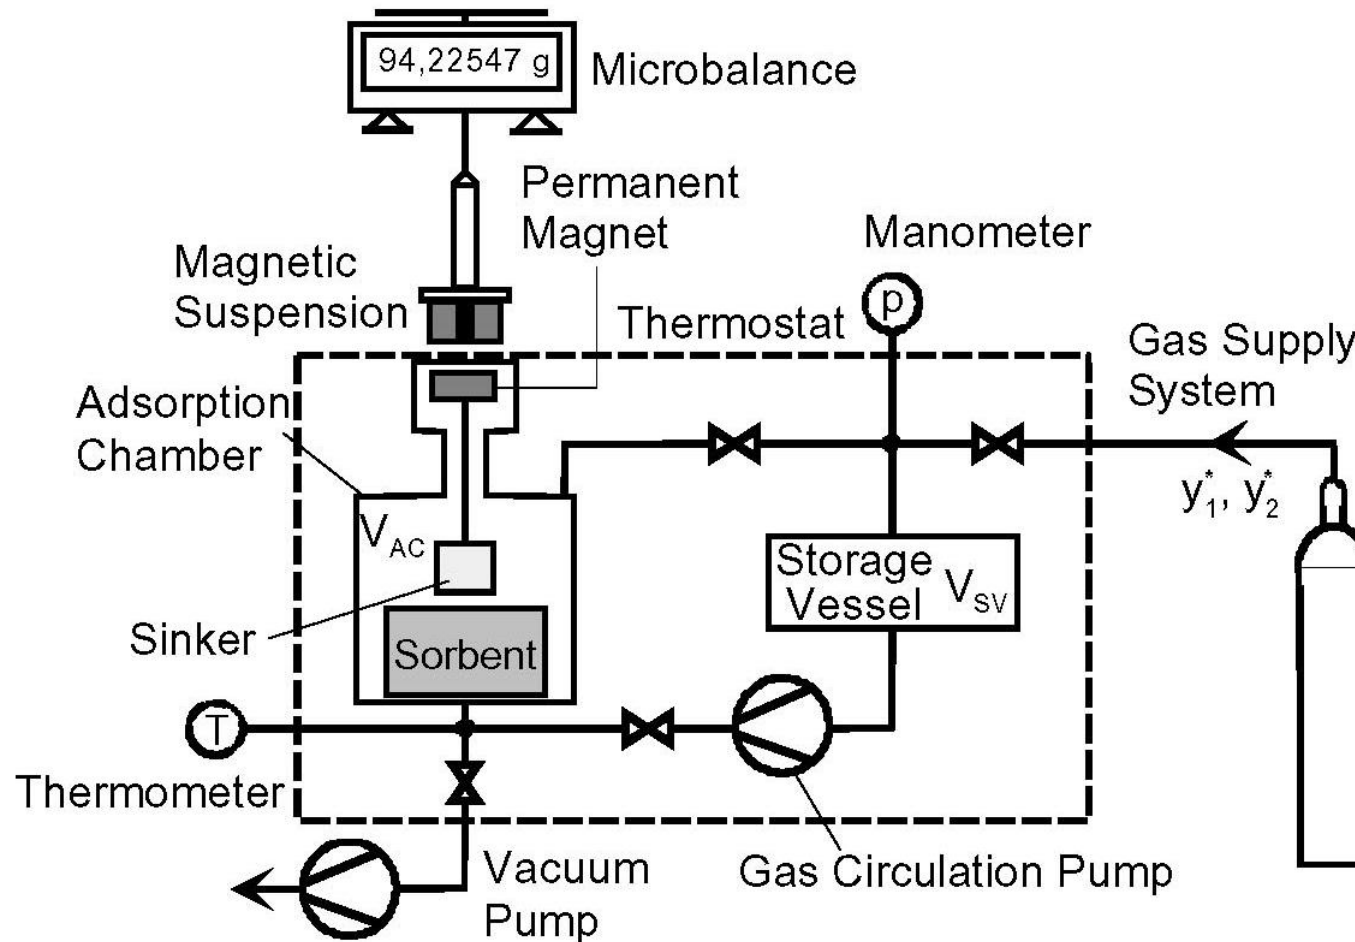 94,22547 g
Microbalance
Permanent
Magnet
Magnetic
Suspension
Manometer
p
Thermostat
Gas Supply
System
y*1, y*2
Adsorption
Chamber
VAC
Storage
Vessel VSV
Sinker
Sorbent
T
Thermometer
Vacuum
Pump
Gas Circulation Pump